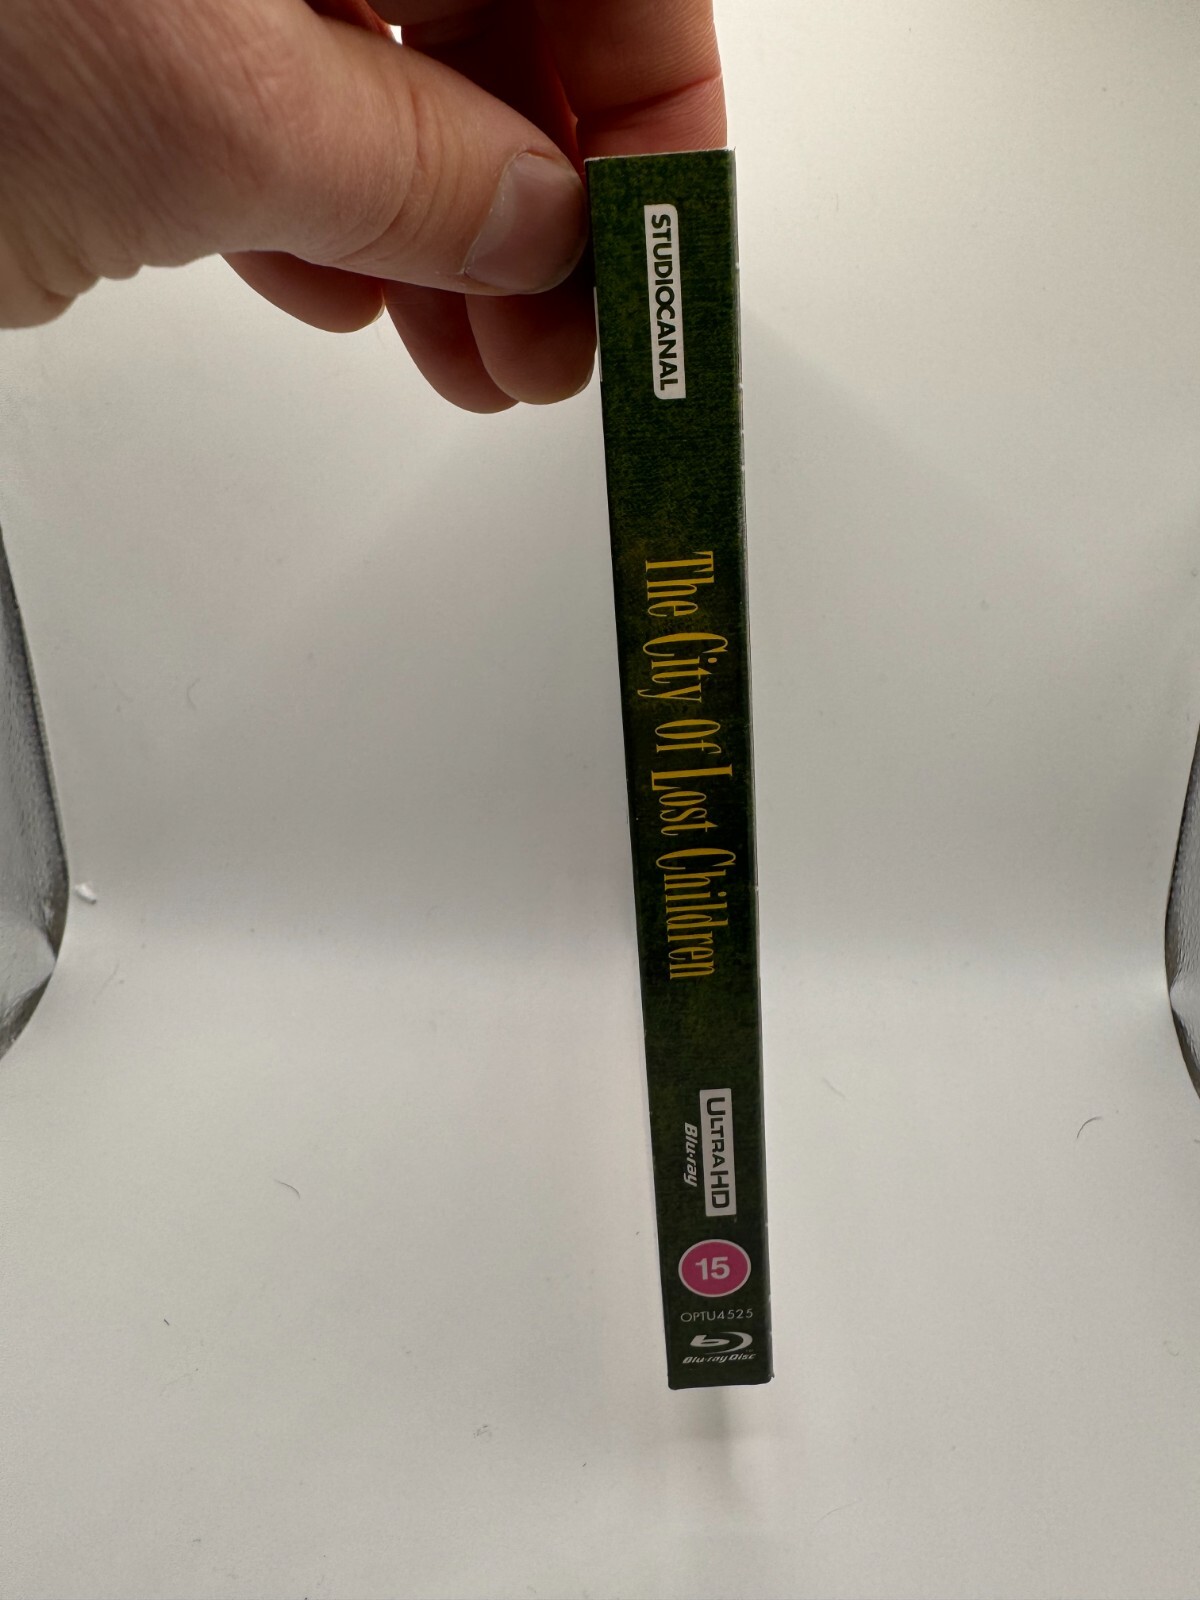 STUDIOCANAL
The City of Lost Children
ULTRA HD
Blu-ray
15
OPTU4525
Blu-ray Disc